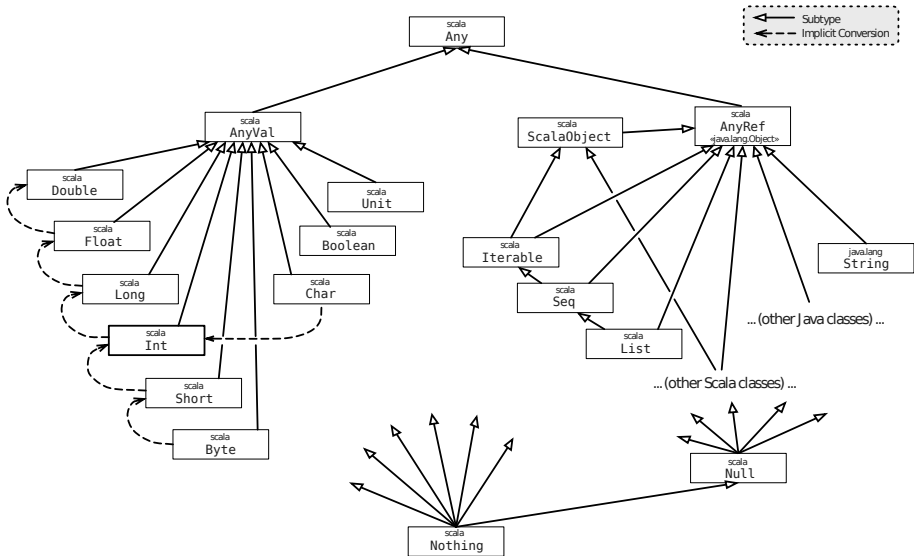 scala
Any
Subtype
Implicit Conversion
scala
AnyVal
scala
ScalaObject
scala
AnyRef
«java.lang.Object»
scala
Double
scala
Unit
scala
Float
scala
Boolean
scala
Iterable
java.lang
String
scala
Long
scala
Char
scala
Seq
... (other Java classes) ...
scala
Int
scala
List
scala
Short
... (other Scala classes) ...
scala
Byte
scala
Null
scala
Nothing